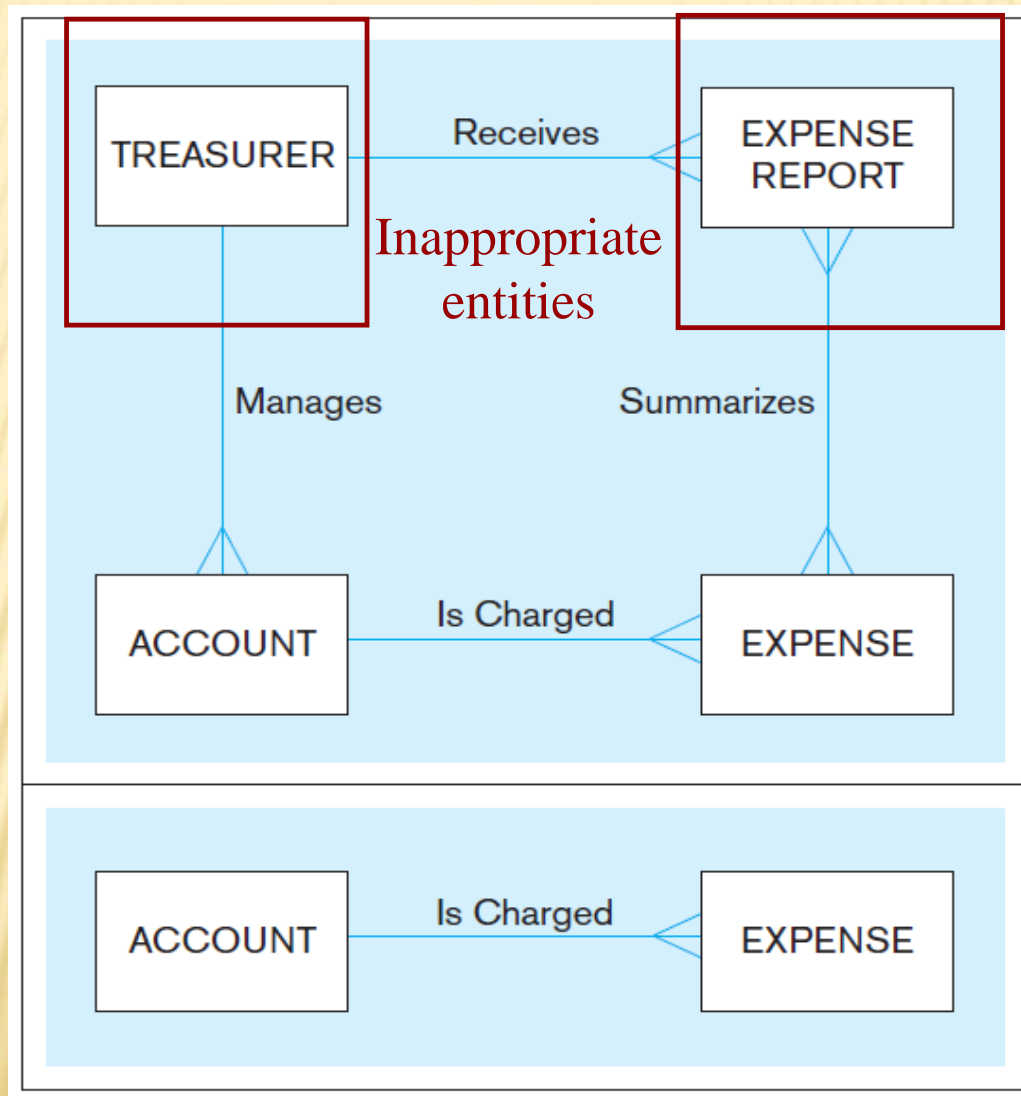 TREASURER
Receives
EXPENSE
REPORT
Inappropriate
entities
Manages
Summarizes
ACCOUNT
Is Charged
EXPENSE
ACCOUNT
Is Charged
EXPENSE